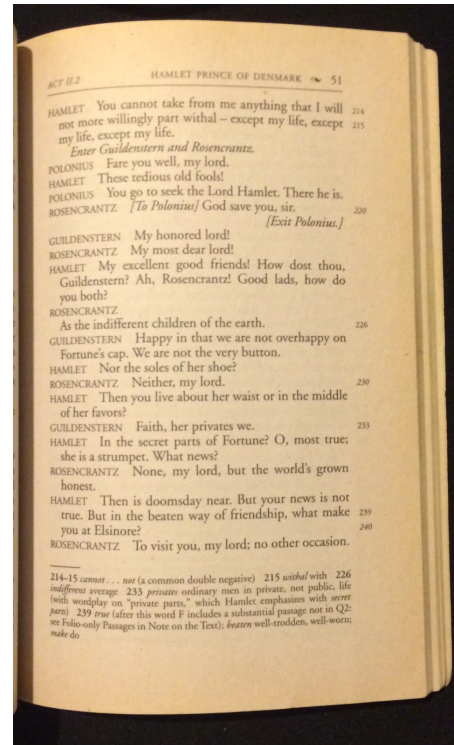 ACT II.2 HAMLET PRINCE OF DENMARK ~ 51
HAMLET You cannot take from me anything that I will 214
not more willingly part withal – except my life, except 215
my life, except my life.
Enter Guildenstern and Rosencrantz.
POLONIUS Fare you well, my lord.
HAMLET These tedious old fools!
POLONIUS You go to seek the Lord Hamlet. There he is.
ROSENCRANTZ [To Polonius] God save you, sir. 220
[Exit Polonius.]
GUILDENSTERN My honored lord!
ROSENCRANTZ My most dear lord!
HAMLET My excellent good friends! How dost thou,
Guildenstern? Ah, Rosencrantz! Good lads, how do
you both?
ROSENCRANTZ
As the indifferent children of the earth. 226
GUILDENSTERN Happy in that we are not overhappy on
Fortune's cap. We are not the very button.
HAMLET Nor the soles of her shoe?
ROSENCRANTZ Neither, my lord. 230
HAMLET Then you live about her waist or in the middle
of her favors?
GUILDENSTERN Faith, her privates we. 233
HAMLET In the secret parts of Fortune? O, most true;
she is a strumpet. What news?
ROSENCRANTZ None, my lord, but the world's grown
honest.
HAMLET Then is doomsday near. But your news is not
true. But in the beaten way of friendship, what make 239
you at Elsinore? 240
ROSENCRANTZ To visit you, my lord; no other occasion.
214–15 cannot . . . not (a common double negative) 215 withal with 226
indifferent average 233 privates ordinary men in private, not public, life
(with wordplay on "private parts," which Hamlet emphasizes with secret
parts) 239 true (after this word F includes a substantial passage not in Q2:
see Folio-only Passages in Note on the Text); beaten well-trodden, well-worn;
make do